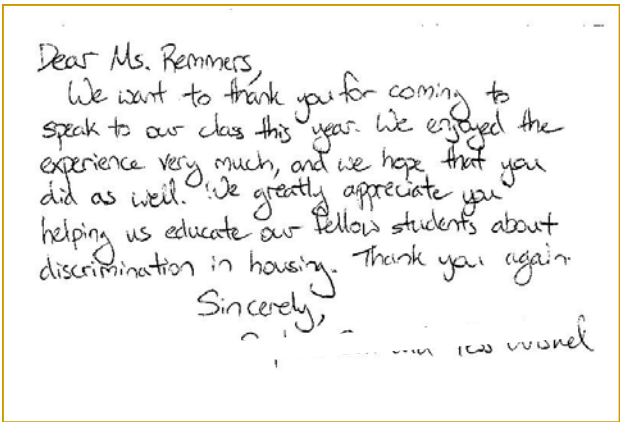 Dear Ms. Remmers,
We want to thank you for coming to
speak to our class this year. We enjoyed the
experience very much, and we hope that you
did as well. We greatly appreciate you
helping us educate our fellow students about
discrimination in housing. Thank you again.
Sincerely,